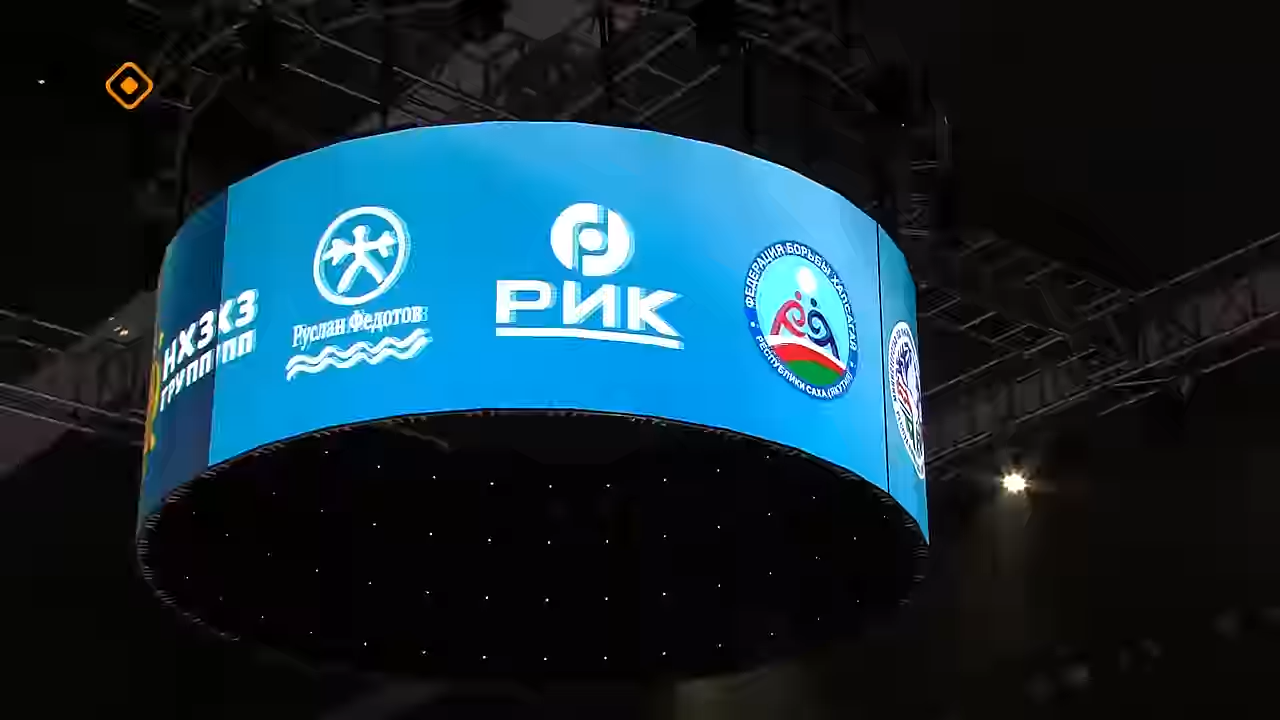 НХЗ
ГРУПП
Руслан Федотов
РИК
ФЕДЕРАЦИЯ БОРЬБЫ ХАПСАГАЙ
РЕСПУБЛИКИ САХА (ЯКУТИЯ)